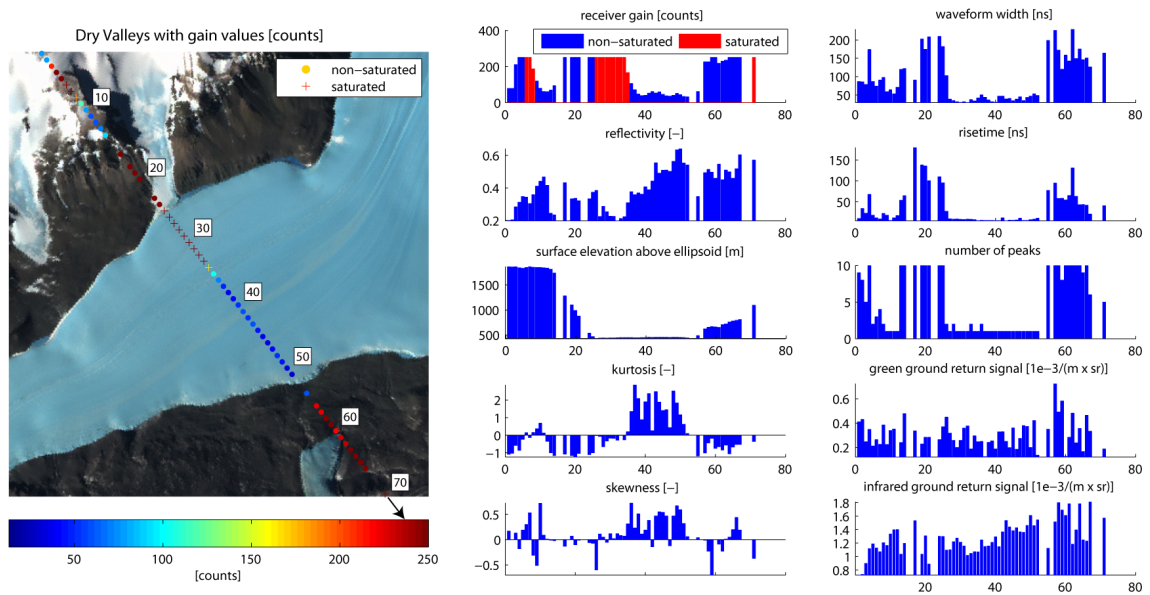 Dry Valleys with gain values [counts]
non−saturated
saturated
10
20
30
40
50
60
70
50 100 150 200 250
[counts]
receiver gain [counts]
non−saturated saturated
400
200
0
0 20 40 60 80
reflectivity [−]
0.6
0.4
0.2
0 20 40 60 80
surface elevation above ellipsoid [m]
1500
1000
500
0 20 40 60 80
kurtosis [−]
2
1
0
−1
0 20 40 60 80
skewness [−]
0.5
0
−0.5
0 20 40 60 80
waveform width [ns]
200
150
100
50
0 20 40 60 80
risetime [ns]
150
100
50
0 20 40 60 80
number of peaks
10
5
0
0 20 40 60 80
green ground return signal [1e−3/(m x sr)]
0.6
0.4
0.2
0 20 40 60 80
infrared ground return signal [1e−3/(m x sr)]
1.8
1.6
1.4
1.2
1
0.8
0 20 40 60 80